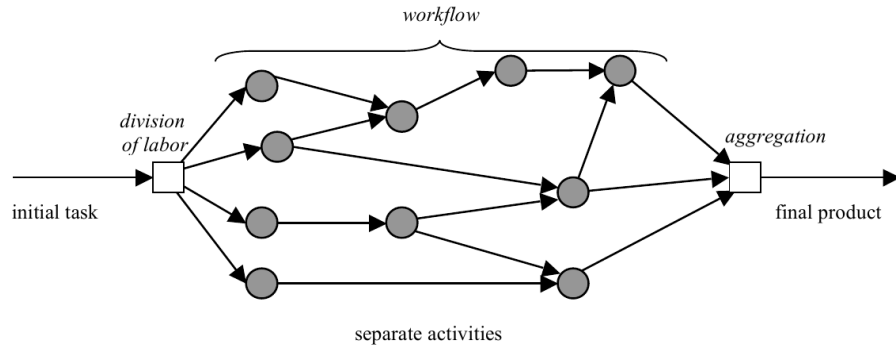 workflow
division
of labor
aggregation
initial task
final product
separate activities